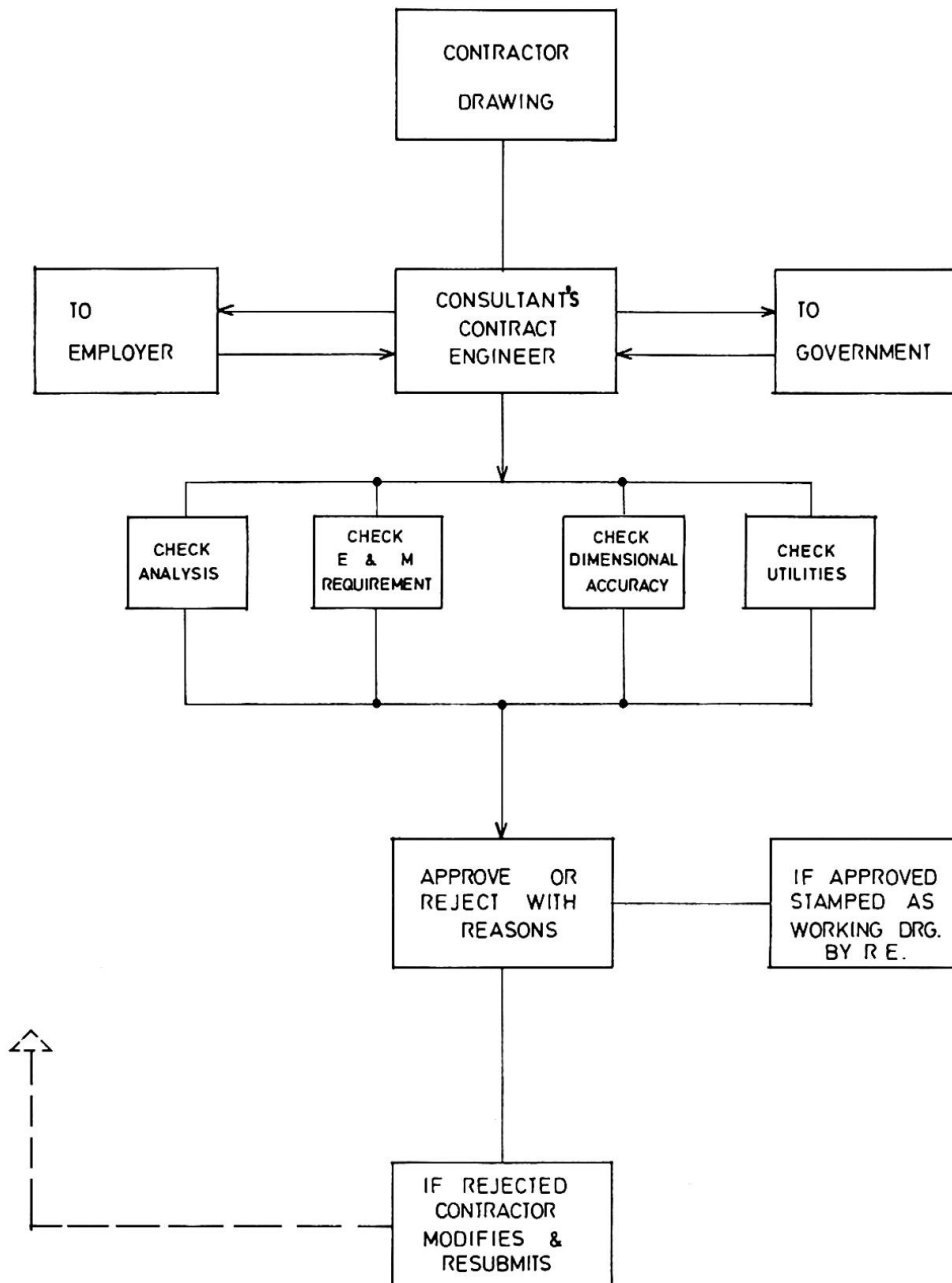 CONTRACTOR
DRAWING
TO
EMPLOYER
CONSULTANT'S
CONTRACT
ENGINEER
TO
GOVERNMENT
CHECK
ANALYSIS
CHECK
E & M
REQUIREMENT
CHECK
DIMENSIONAL
ACCURACY
CHECK
UTILITIES
APPROVE OR
REJECT WITH
REASONS
IF APPROVED
STAMPED AS
WORKING DRG.
BY R E.
IF REJECTED
CONTRACTOR
MODIFIES &
RESUBMITS